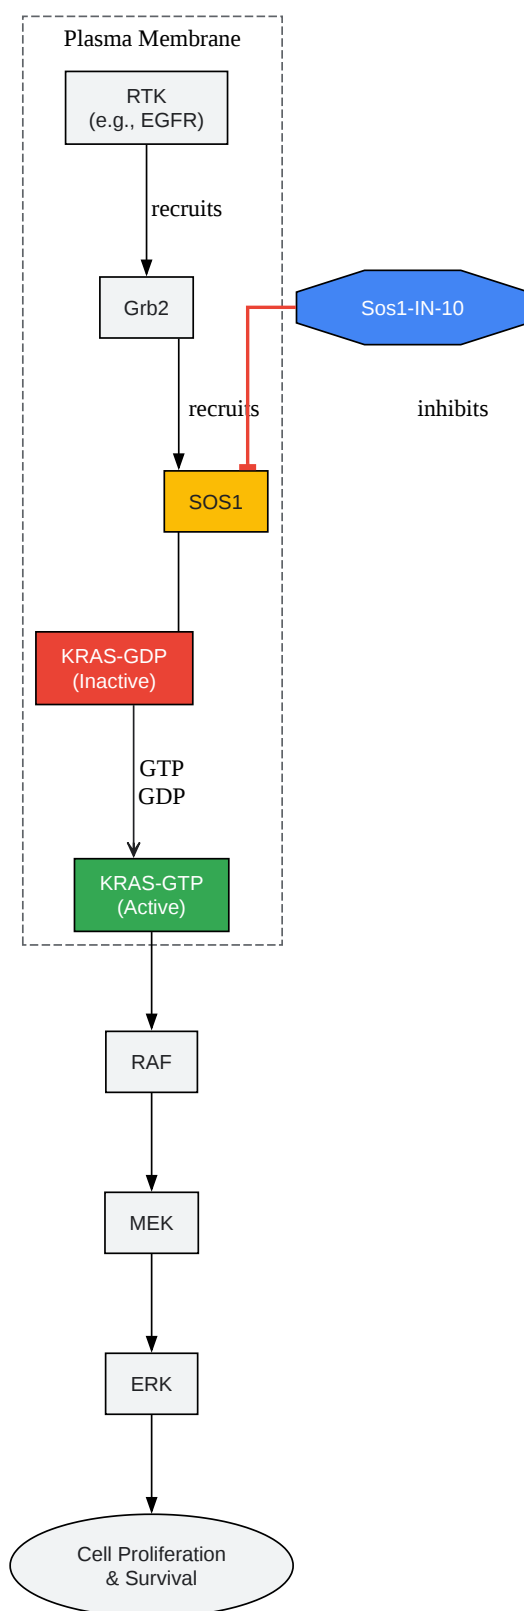 Plasma Membrane
RTK
(e.g., EGFR)
recruits
Grb2
Sos1-IN-10
recruits
inhibits
SOS1
KRAS-GDP
(Inactive)
GTP
GDP
KRAS-GTP
(Active)
RAF
MEK
ERK
Cell Proliferation
& Survival